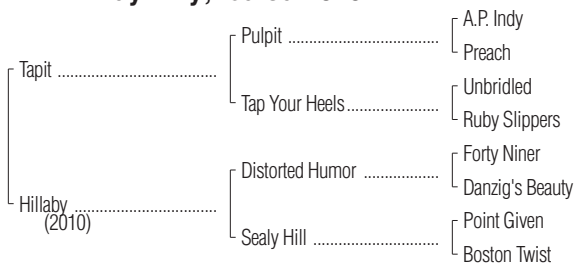 A.P. Indy
Pulpit ........................................
Preach
Tapit ..........................................
Unbridled
Tap Your Heels........................
Ruby Slippers
Forty Niner
Distorted Humor ...................
Danzig's Beauty
Hillaby ......................................
(2010)
Point Given
Sealy Hill .................................
Boston Twist